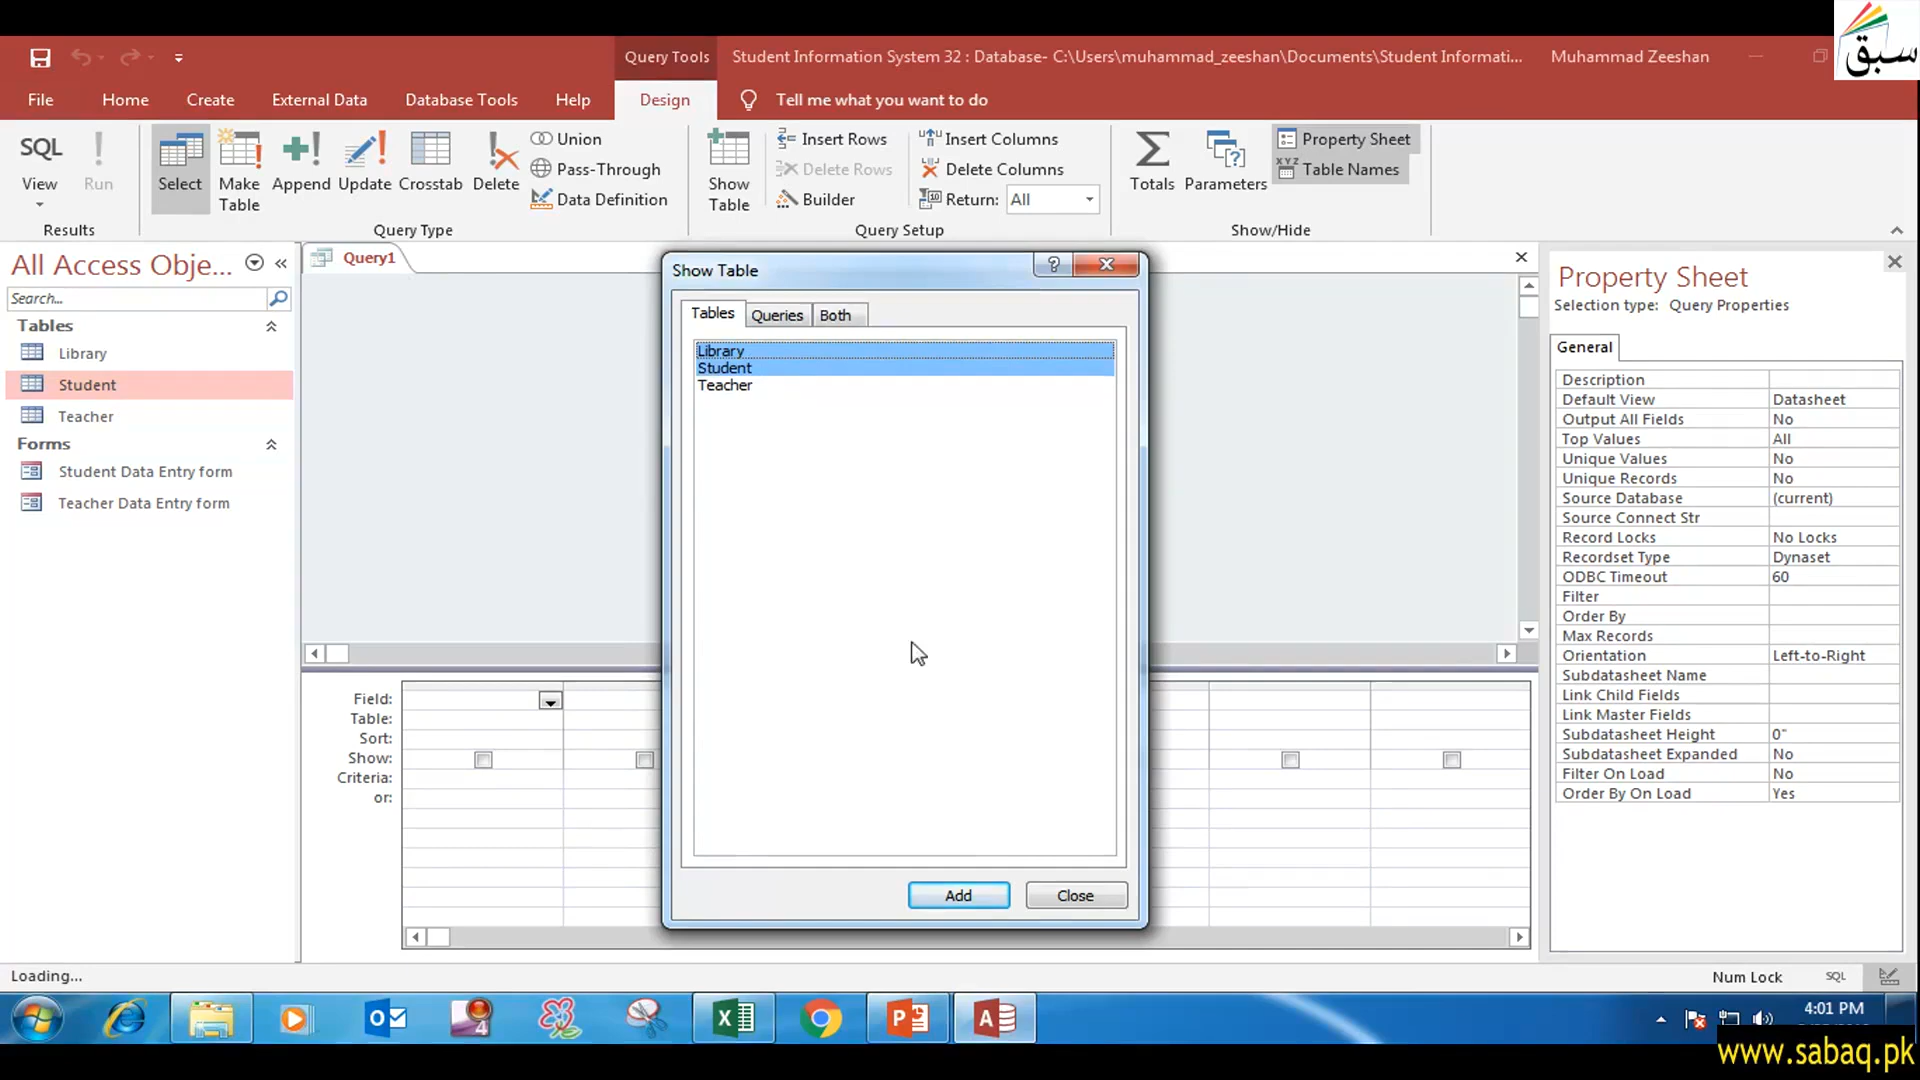 سبق
Query Tools
Student Information System 32 : Database- C:\Users\muhammad_zeeshan\Documents\Student Informati...
Muhammad Zeeshan
File
Home
Create
External Data
Database Tools
Help
Design
Tell me what you want to do
SQL
View
Run
Results
Select
Make Table
Append
Update
Crosstab
Delete
Union
Pass-Through
Data Definition
Query Type
Show Table
Insert Rows
Delete Rows
Builder
Insert Columns
Delete Columns
Return: All
Query Setup
Totals
Parameters
Property Sheet
XYZ Table Names
Show/Hide
All Access Obje...
Search...
Tables
Library
Student
Teacher
Forms
Student Data Entry form
Teacher Data Entry form
Query1
Show Table
Tables Queries Both
Library
Student
Teacher
Add Close
Field:
Table:
Sort:
Show:
Criteria:
or:
Property Sheet
Selection type: Query Properties
General
Description
Default View Datasheet
Output All Fields No
Top Values All
Unique Values No
Unique Records No
Source Database (current)
Source Connect Str
Record Locks No Locks
Recordset Type Dynaset
ODBC Timeout 60
Filter
Order By
Max Records
Orientation Left-to-Right
Subdatasheet Name
Link Child Fields
Link Master Fields
Subdatasheet Height 0"
Subdatasheet Expanded No
Filter On Load No
Order By On Load Yes
Loading...
Num Lock
SQL
4:01 PM
www.sabaq.pk